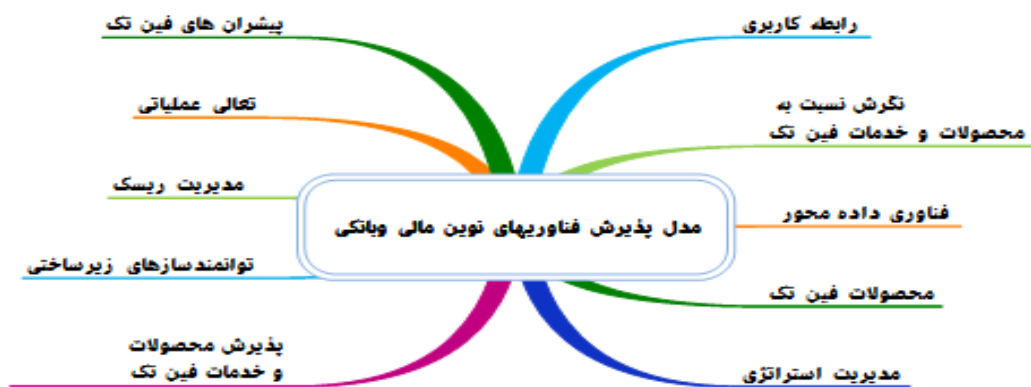 رابطه کاربری
نگرش نسبت به
محصولات و خدمات فین تک
فناوری داده محور
محصولات فین تک
مدیریت استراتژی
مدل پذیرش فناوریهای نوین مالی وبانکی
پیشران های فین تک
تعالی عملیاتی
مدیریت ریسک
توانمندسازهای زیرساختی
پذیرش محصولات
و خدمات فین تک